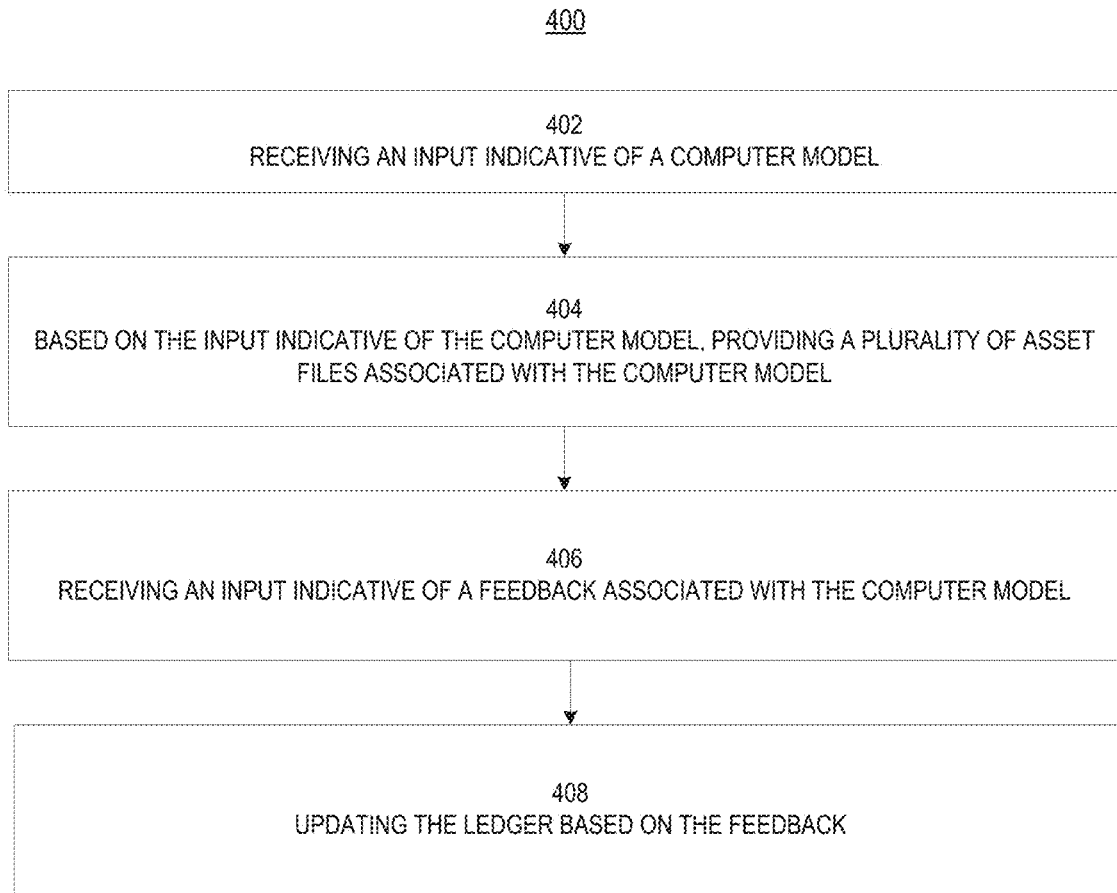 400
402
RECEIVING AN INPUT INDICATIVE OF A COMPUTER MODEL
404
BASED ON THE INPUT INDICATIVE OF THE COMPUTER MODEL, PROVIDING A PLURALITY OF ASSET
FILES ASSOCIATED WITH THE COMPUTER MODEL
406
RECEIVING AN INPUT INDICATIVE OF A FEEDBACK ASSOCIATED WITH THE COMPUTER MODEL
408
UPDATING THE LEDGER BASED ON THE FEEDBACK